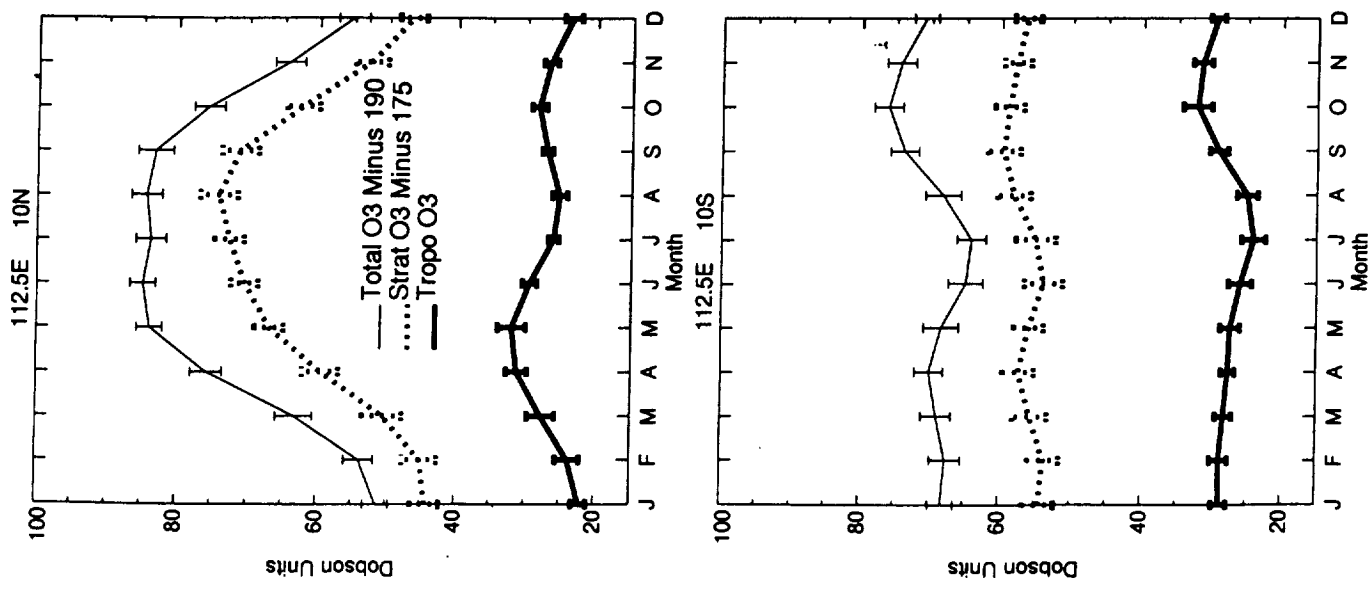 112.5E 10N
Dobson Units
100
80
60
40
20
J F M A M J J A S O N D
Month
Total O3 Minus 190
Strat O3 Minus 175
Tropo O3
112.5E 10S
Dobson Units
100
80
60
40
20
J F M A M J J A S O N D
Month